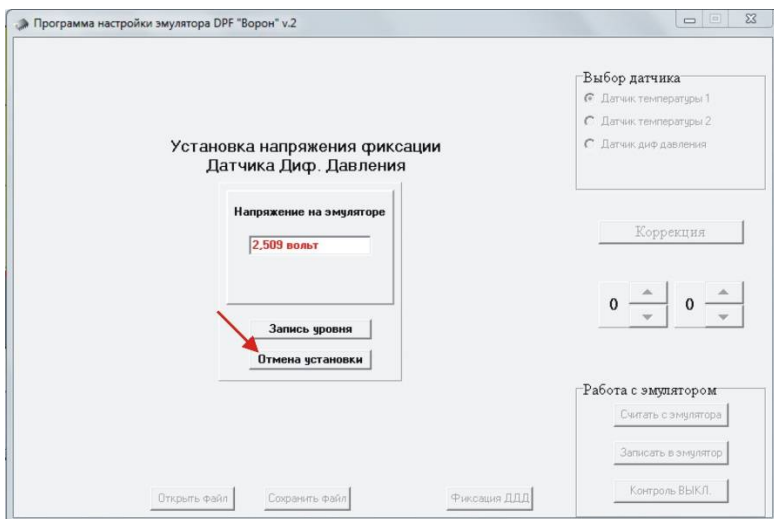 Программа настройки эмулятора DPF "Ворон" v.2
Выбор датчика
Датчик температуры 1
Датчик температуры 2
Датчик диф давления
Установка напряжения фиксации
Датчика Диф. Давления
Напряжение на эмуляторе
2,509 вольт
Коррекция
0 0
Запись уровня
Отмена установки
Работа с эмулятором
Считать с эмулятора
Записать в эмулятор
Контроль ВЫКЛ.
Открыть файл Сохранить файл Фиксация ДДД